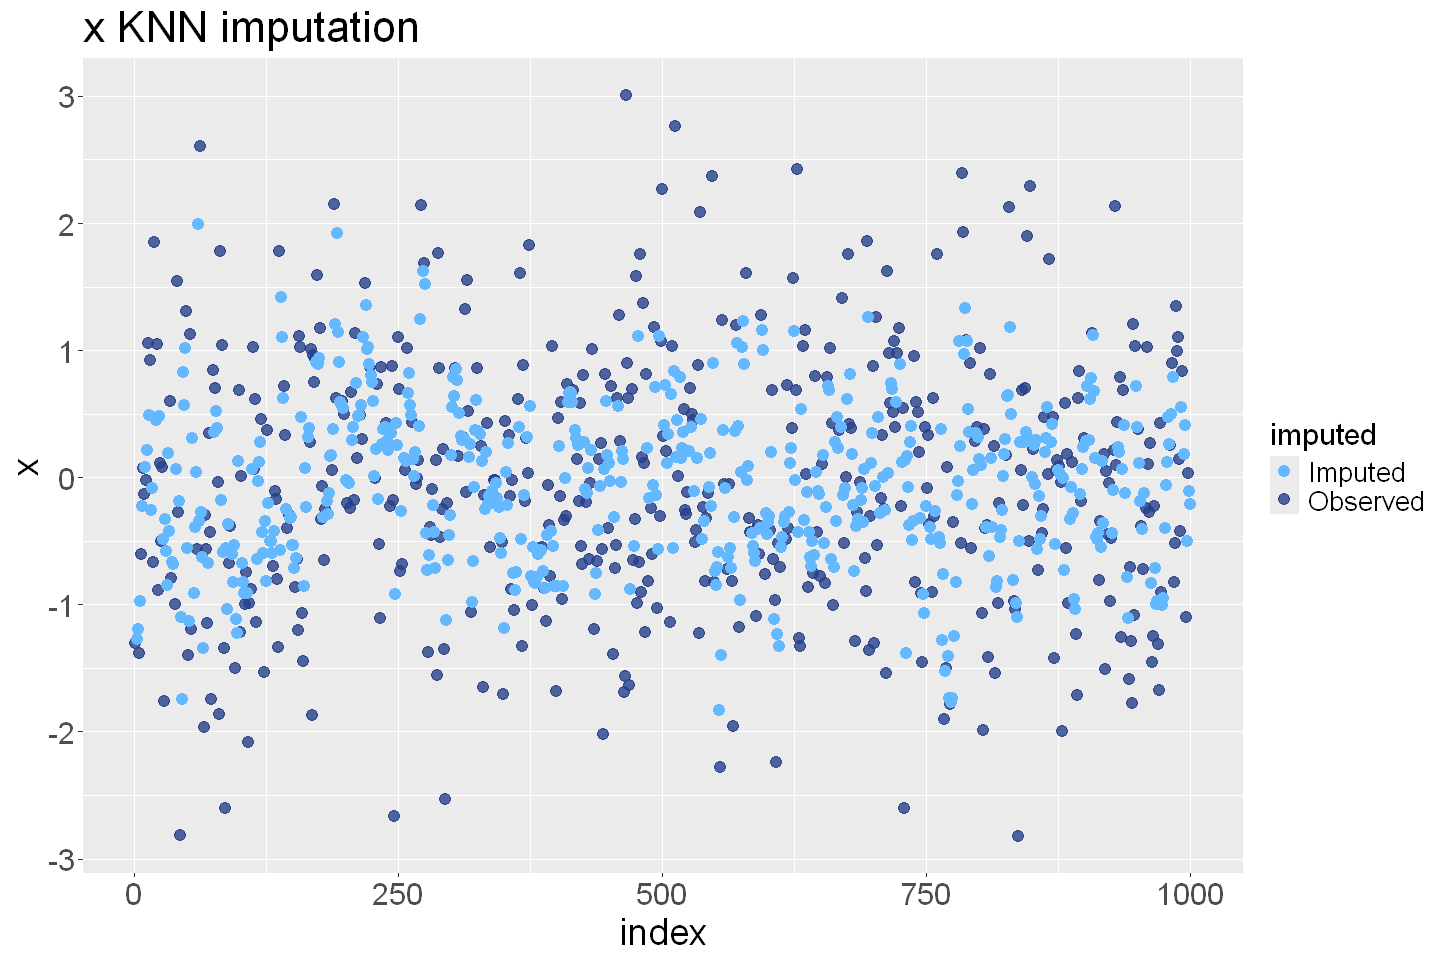 x KNN imputation
3
2
1
0
-1
-2
-3
x
0 250 500 750 1000
index
imputed
Imputed
Observed